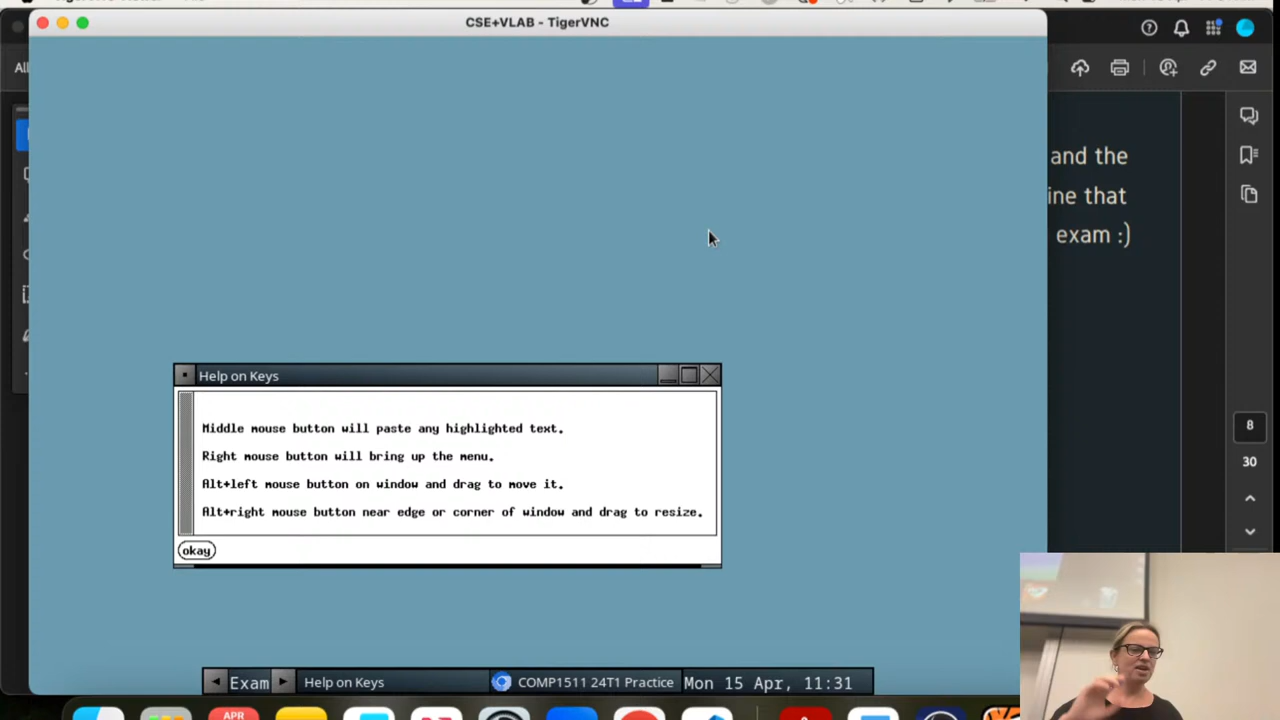 CSE+VLAB - TigerVNC
All
and the
ine that
exam :)
Help on Keys
Middle mouse button will paste any highlighted text.
Right mouse button will bring up the menu.
Alt+left mouse button on window and drag to move it.
Alt+right mouse button near edge or corner of window and drag to resize.
okay
8
30
Exam
Help on Keys
COMP1511 24T1 Practice
Mon 15 Apr, 11:31
APR